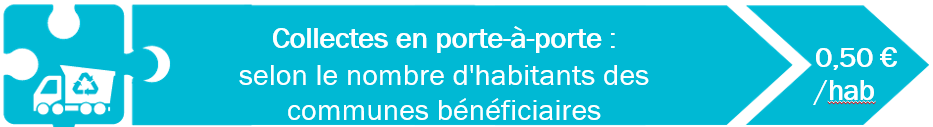 Collectes en porte-à-porte :
selon le nombre d'habitants des
communes bénéficiaires
0,50 €
/hab